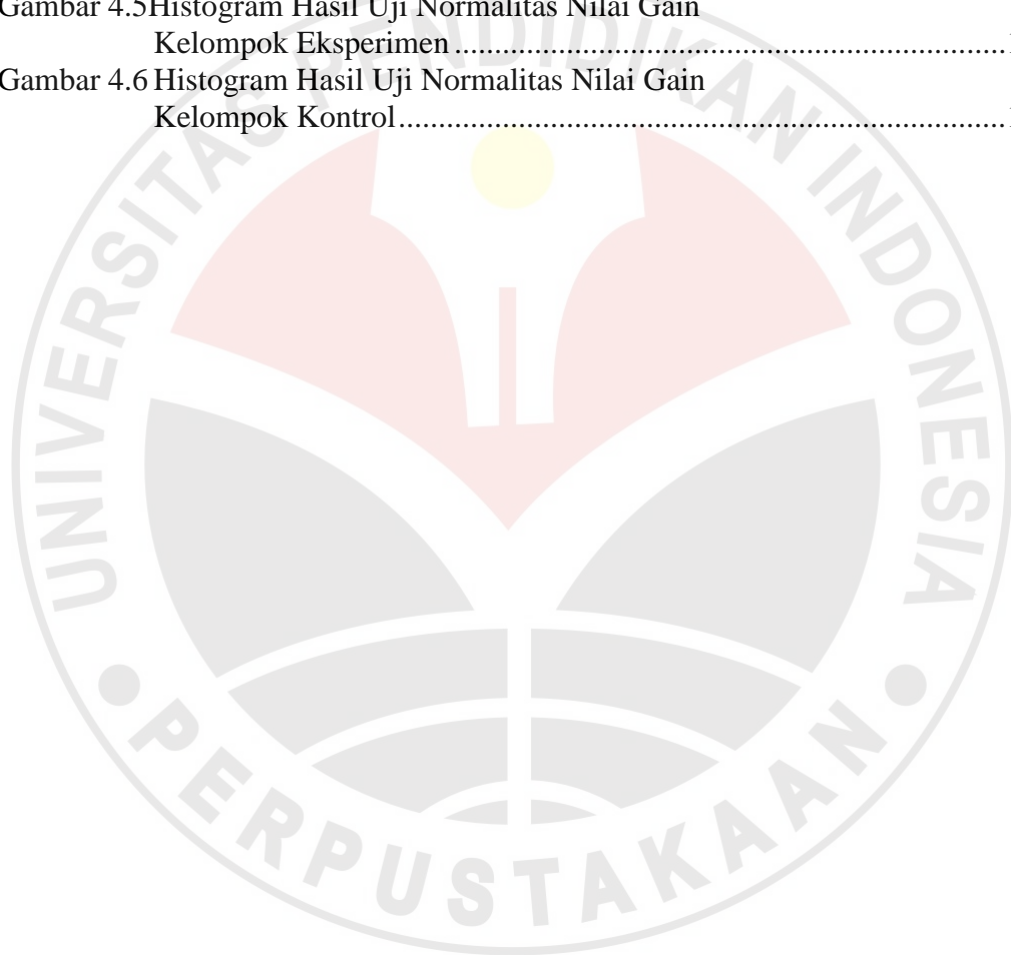 Gambar 4.5Histogram Hasil Uji Normalitas Nilai Gain
Kelompok Eksperimen .....................................................................
Gambar 4.6 Histogram Hasil Uji Normalitas Nilai Gain
Kelompok Kontrol............................................................................
UNIVERSITAS PENDIDIKAN INDONESIA
PERPUSTAKAAN